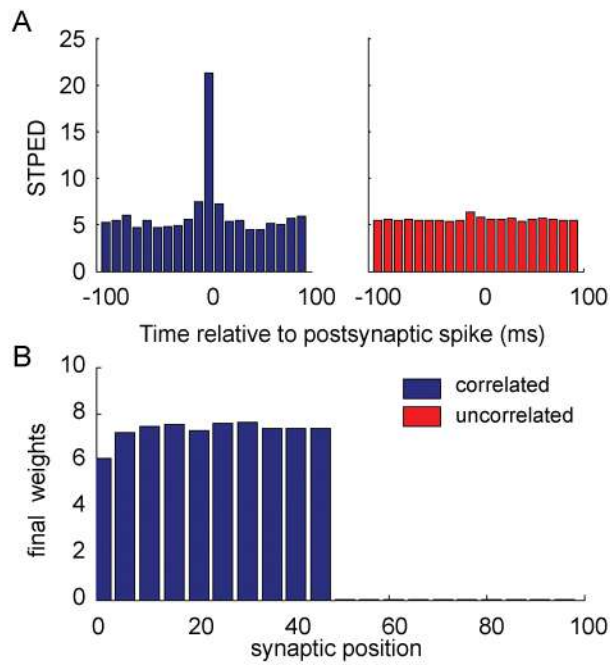 A
25
20
15
10
5
0
STPED
-100 0 100
-100 0 100
Time relative to postsynaptic spike (ms)
B
10
8
6
4
2
0
final weights
correlated
uncorrelated
0 20 40 60 80 100
synaptic position